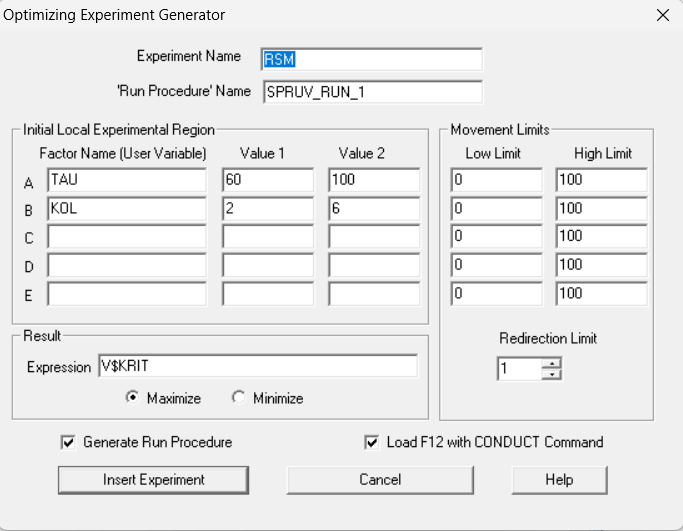 Optimizing Experiment Generator
Experiment Name RSM
'Run Procedure' Name SPRUV_RUN_1
Initial Local Experimental Region
Factor Name (User Variable) Value 1 Value 2
A TAU 60 100
B KOL 2 6
C
D
E
Movement Limits
Low Limit High Limit
0 100
0 100
0 100
0 100
0 100
Redirection Limit
1
Result
Expression V$KRIT
Maximize Minimize
Generate Run Procedure Load F12 with CONDUCT Command
Insert Experiment Cancel Help